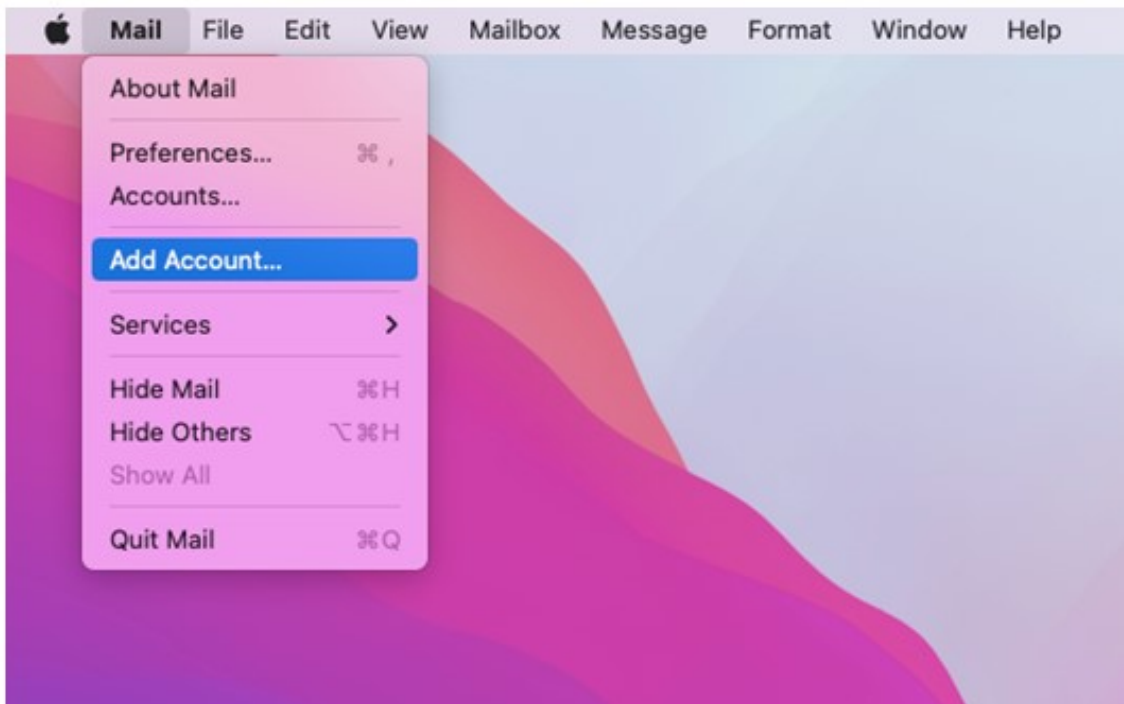 Mail File Edit View Mailbox Message Format Window Help
About Mail
Preferences... ⌘ ,
Accounts...
Add Account...
Services
Hide Mail ⌘H
Hide Others ⌥⌘H
Show All
Quit Mail ⌘Q